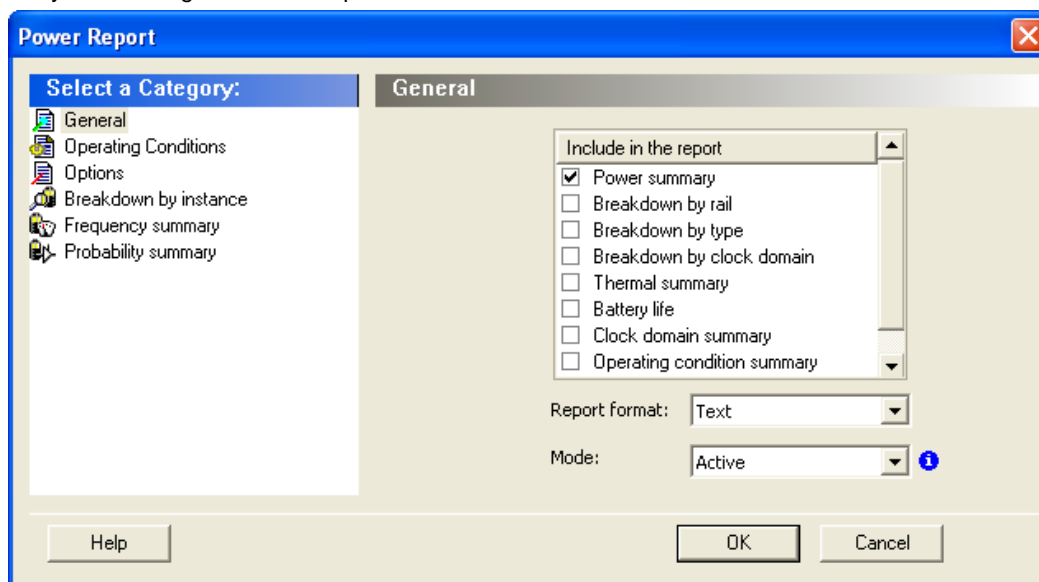 Power Report
Select a Category:
General
Operating Conditions
Options
Breakdown by instance
Frequency summary
Probability summary
General
Include in the report
Power summary
Breakdown by rail
Breakdown by type
Breakdown by clock domain
Thermal summary
Battery life
Clock domain summary
Operating condition summary
Report format: Text
Mode: Active
Help OK Cancel